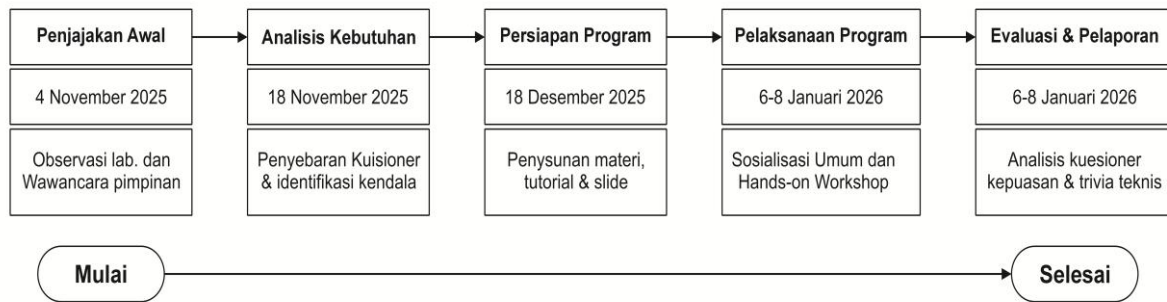 Penjajakan Awal
Analisis Kebutuhan
Persiapan Program
Pelaksanaan Program
Evaluasi & Pelaporan
4 November 2025
18 November 2025
18 Desember 2025
6-8 Januari 2026
6-8 Januari 2026
Observasi lab. dan
Wawancara pimpinan
Penyebaran Kuisioner
& identifikasi kendala
Penysunan materi,
tutorial & slide
Sosialisasi Umum dan
Hands-on Workshop
Analisis kuesioner
kepuasan & trivia teknis
Mulai
Selesai